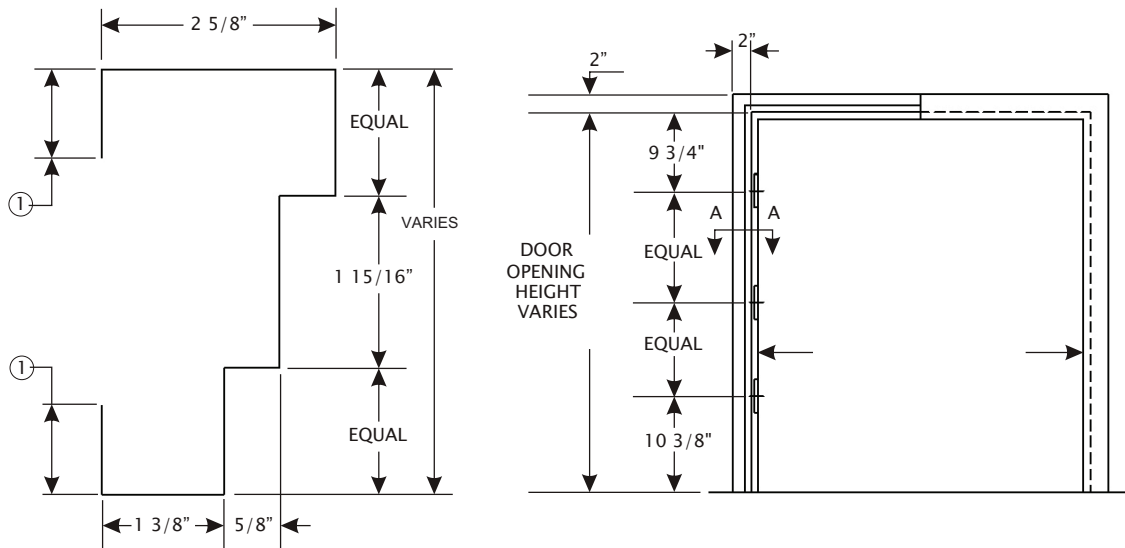 2 5/8”
EQUAL
1
VARIES
1 15/16”
1
EQUAL
1 3/8”
5/8”
2”
2”
9 3/4"
A
A
EQUAL
DOOR
OPENING
HEIGHT
VARIES
EQUAL
10 3/8"